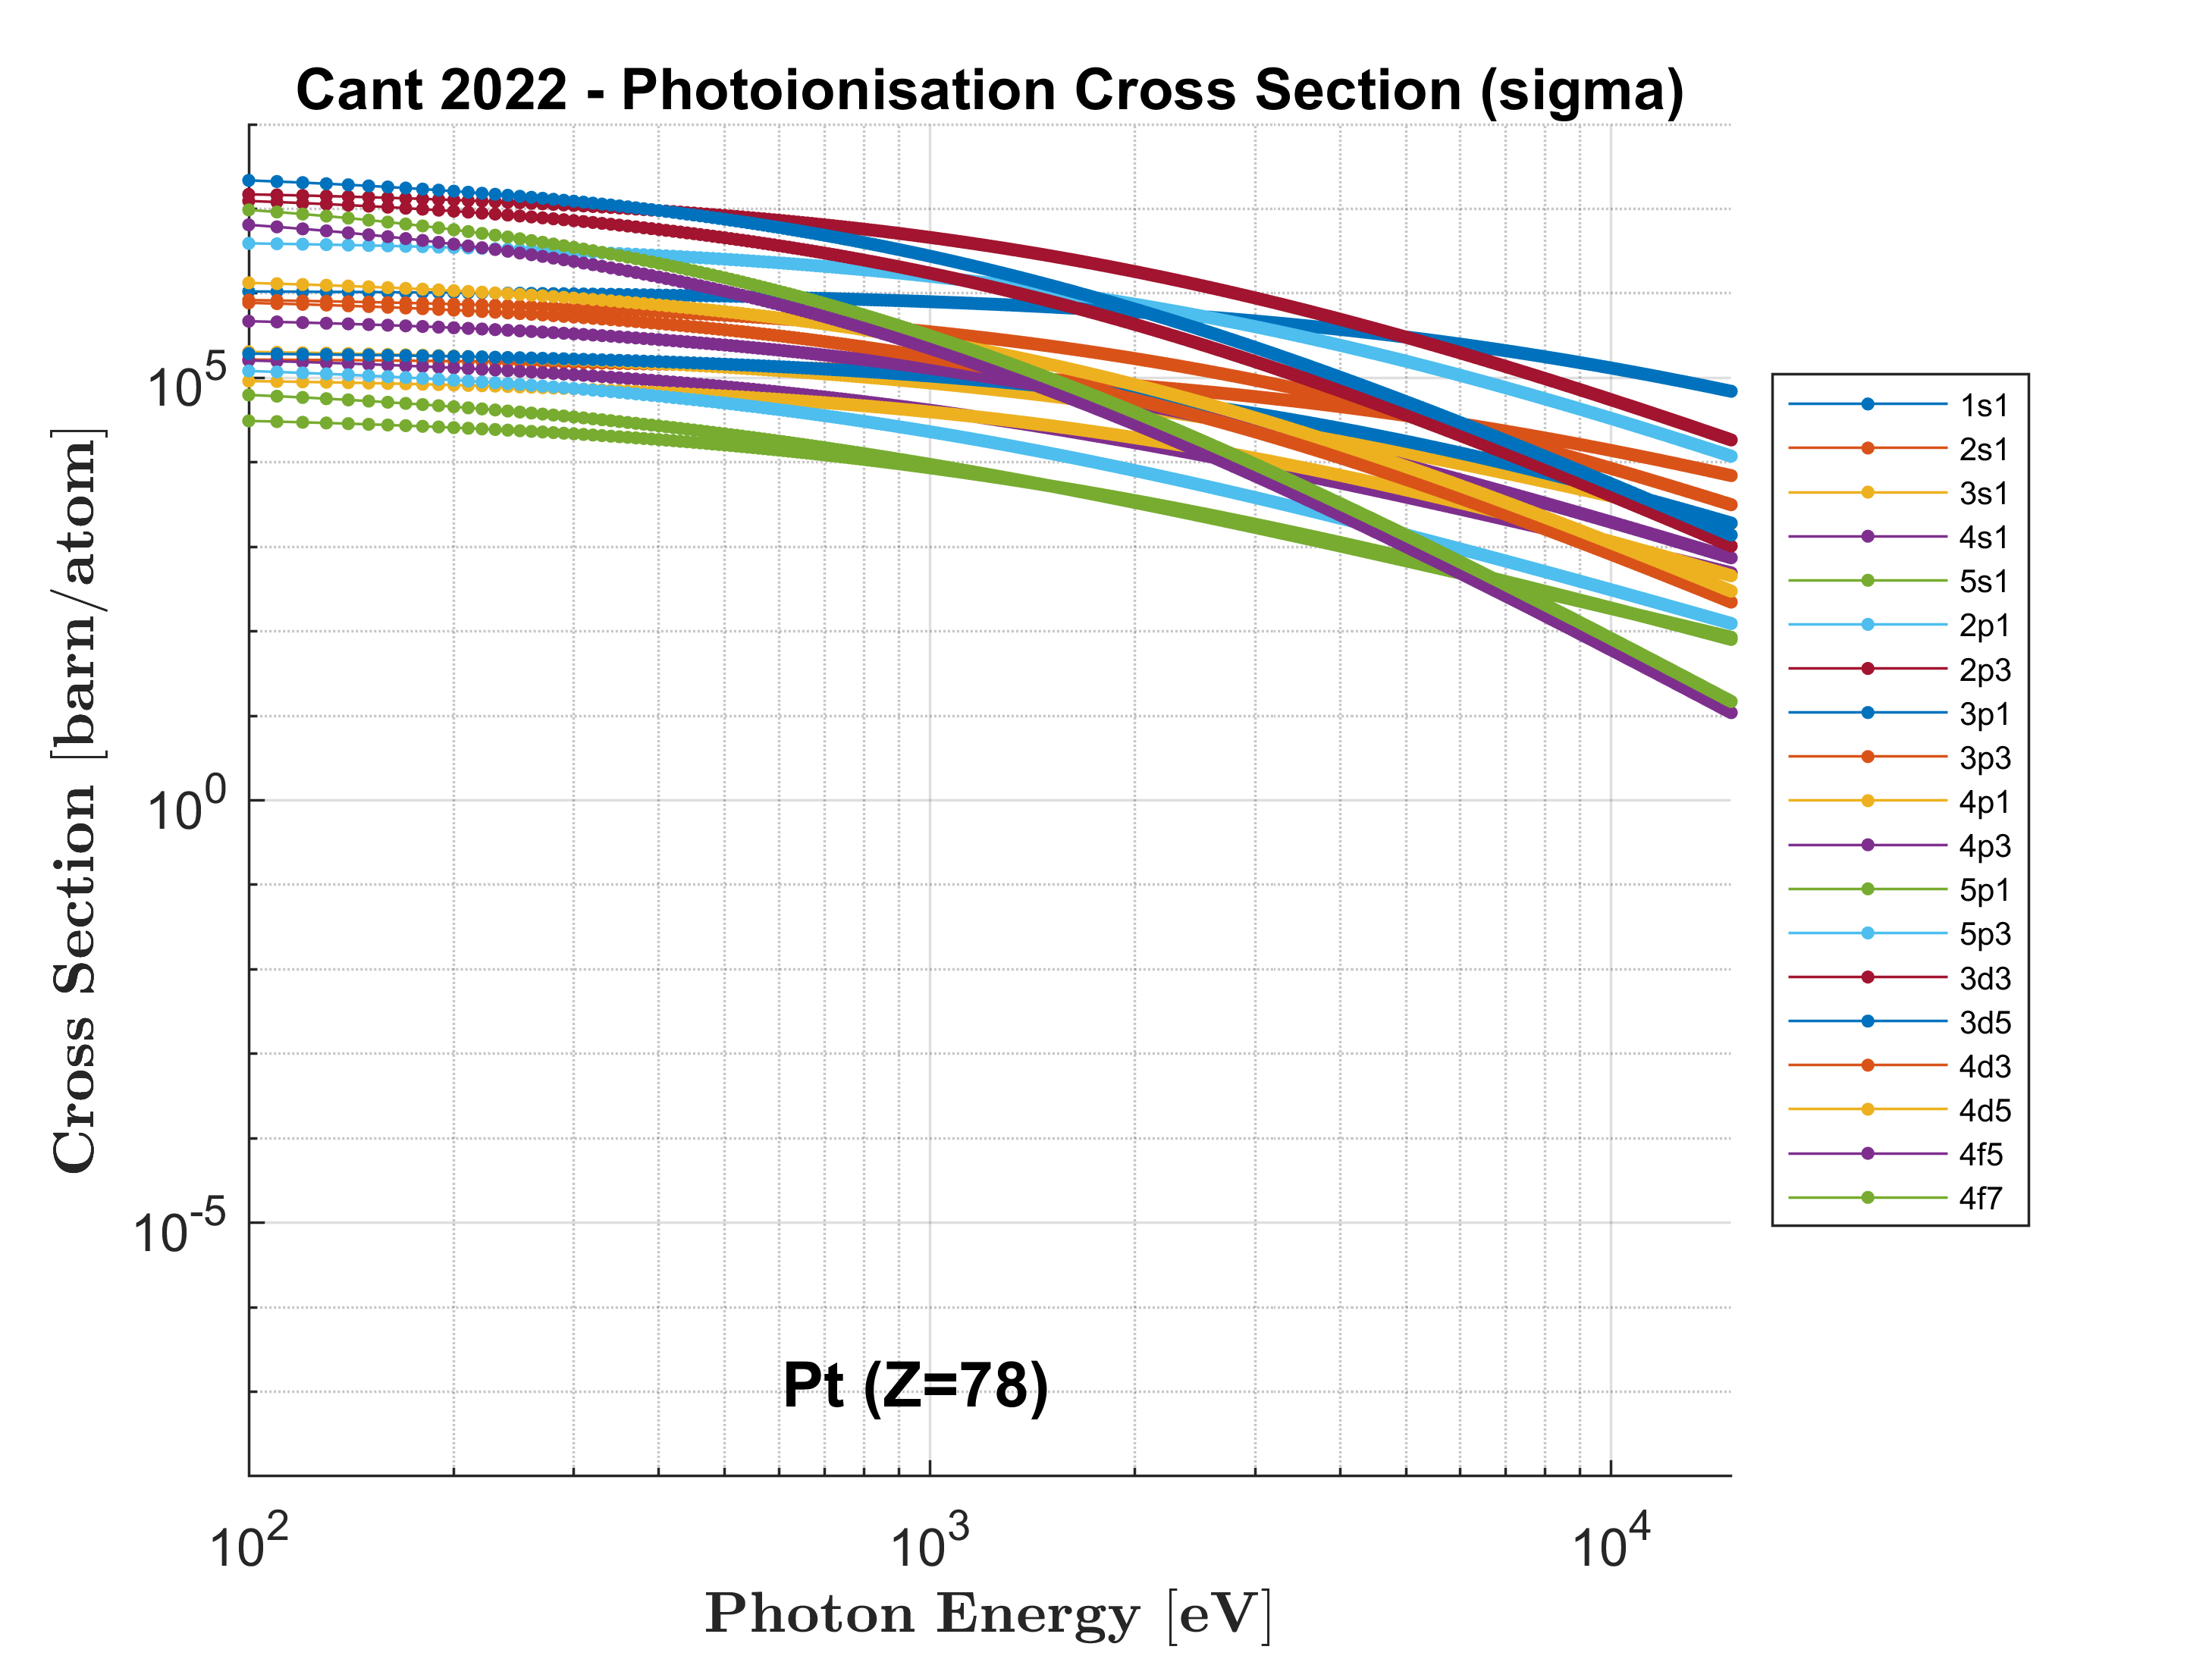 Cant 2022 - Photoionisation Cross Section (sigma)
Cross Section [barn/atom]
10^5
10^0
10^-5
Pt (Z=78)
10^2
10^3
10^4
Photon Energy [eV]
1s1
2s1
3s1
4s1
5s1
2p1
2p3
3p1
3p3
4p1
4p3
5p1
5p3
3d3
3d5
4d3
4d5
4f5
4f7